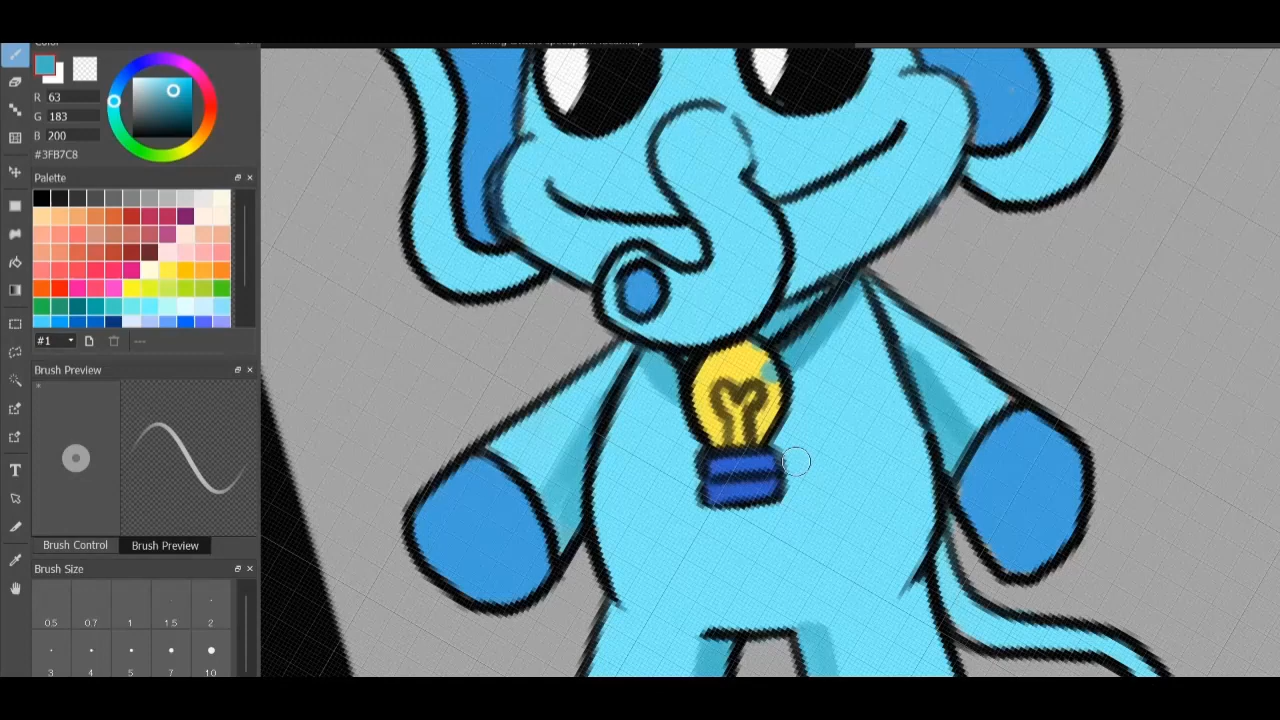 Color
R 63
G 183
B 200
#3FB7C8
Palette
#1
---
Brush Preview
*
Brush Control Brush Preview
Brush Size
0.5 0.7 1 1.5 2
3 4 5 7 10
T